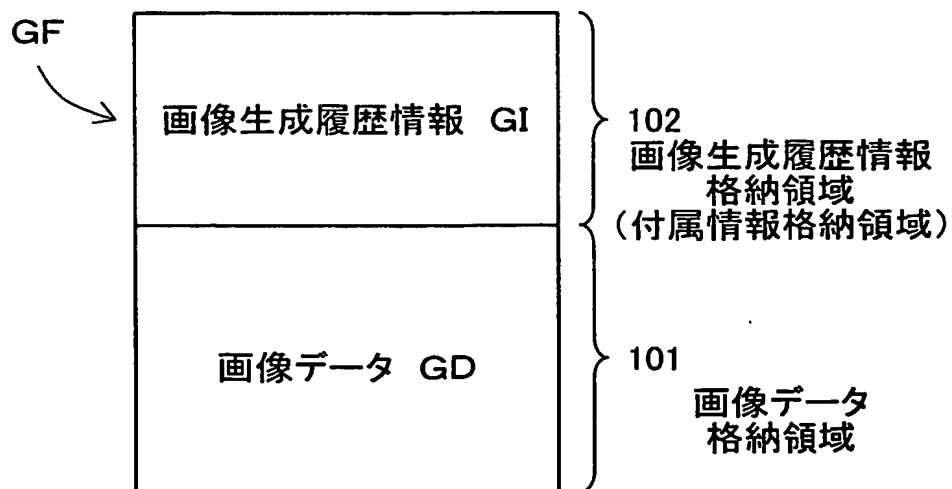 GF
画像生成履歴情報 GI
102
画像生成履歴情報
格納領域
(付属情報格納領域)
画像データ GD
101
画像データ
格納領域